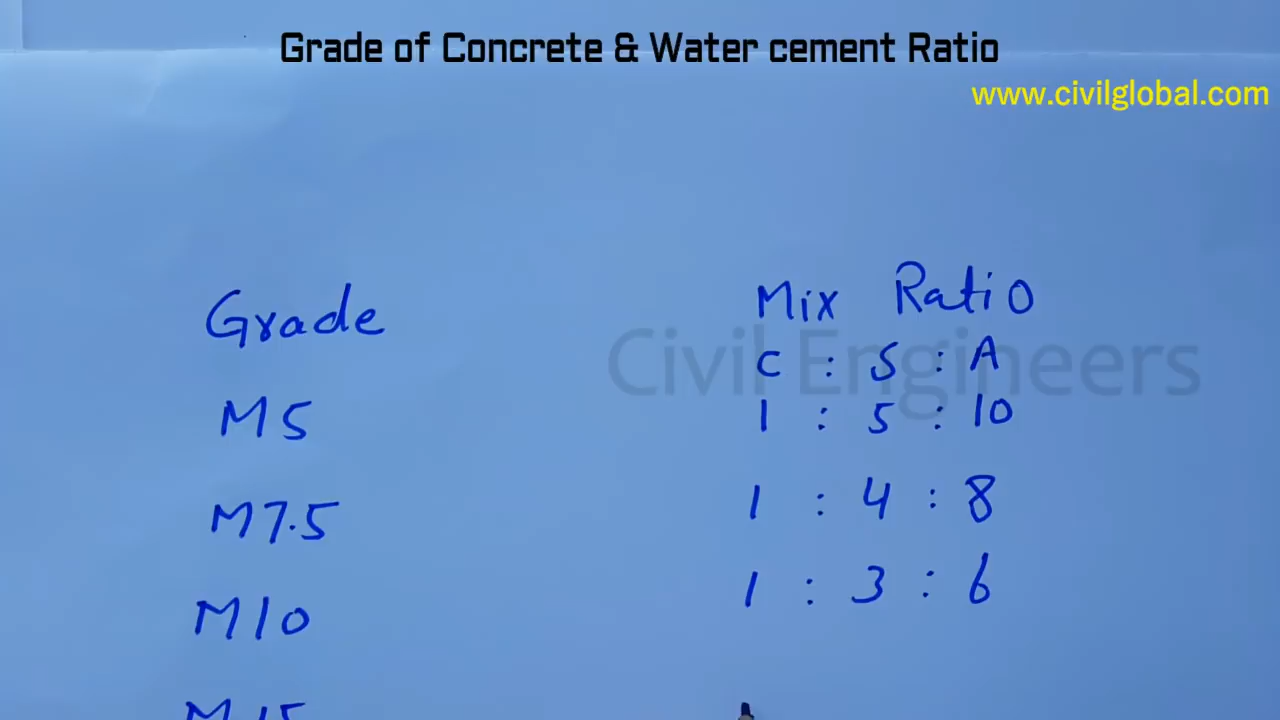 Grade of Concrete & Water cement Ratio
www.civilglobal.com
Grade Mix Ratio
Civil Engineers
C : S : A
M5 1 : 5 : 10
M7.5 1 : 4 : 8
M10 1 : 3 : 6
M15